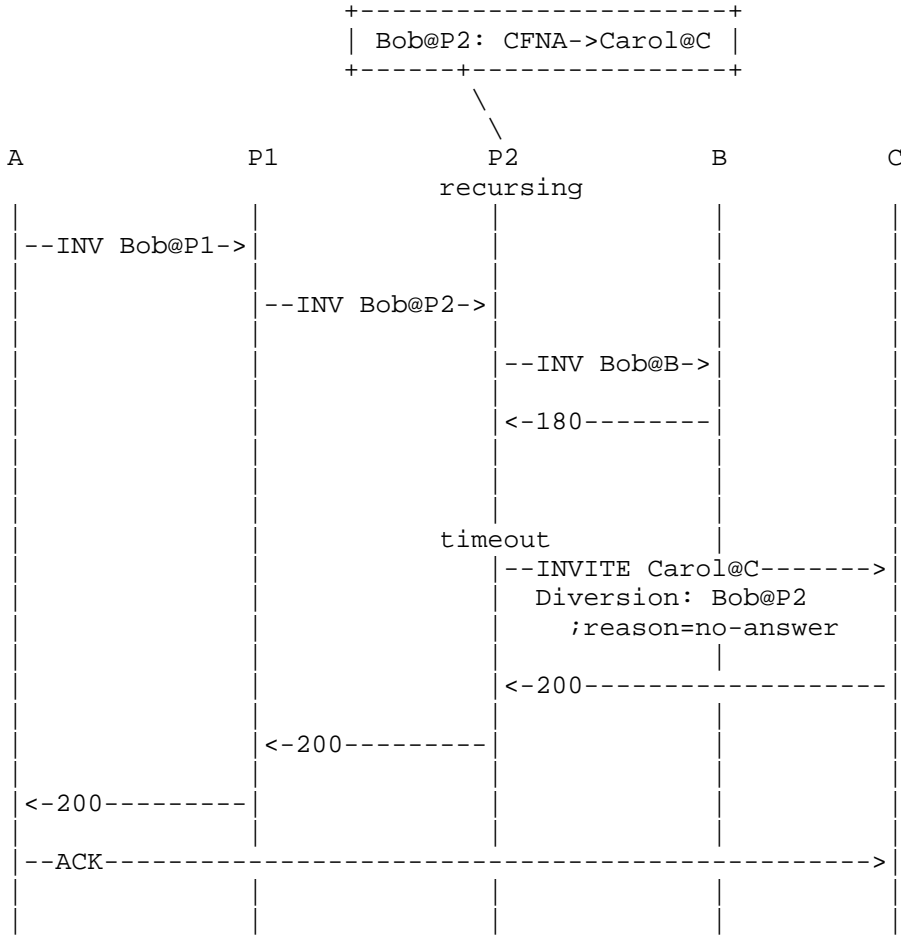 Bob@P2: CFNA->Carol@C
A P1 P2 B C
recursing
--INV Bob@P1->
--INV Bob@P2->
--INV Bob@B->
<-180--------
timeout
--INVITE Carol@C------->
Diversion: Bob@P2
;reason=no-answer
<-200-------------------
<-200---------
<-200---------
--ACK------------------------------------------------>